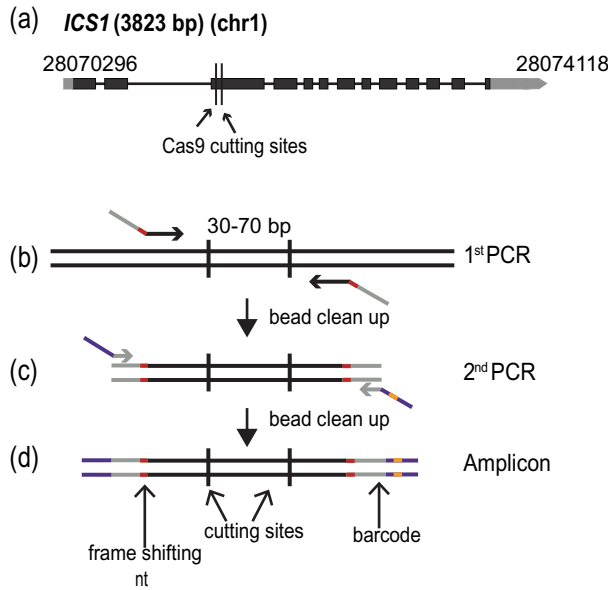 (a) ICS1 (3823 bp) (chr1)
28070296 28074118
Cas9 cutting sites
(b) 30-70 bp 1st PCR
bead clean up
(c) 2nd PCR
bead clean up
(d) Amplicon
cutting sites
barcode
frame shifting
nt